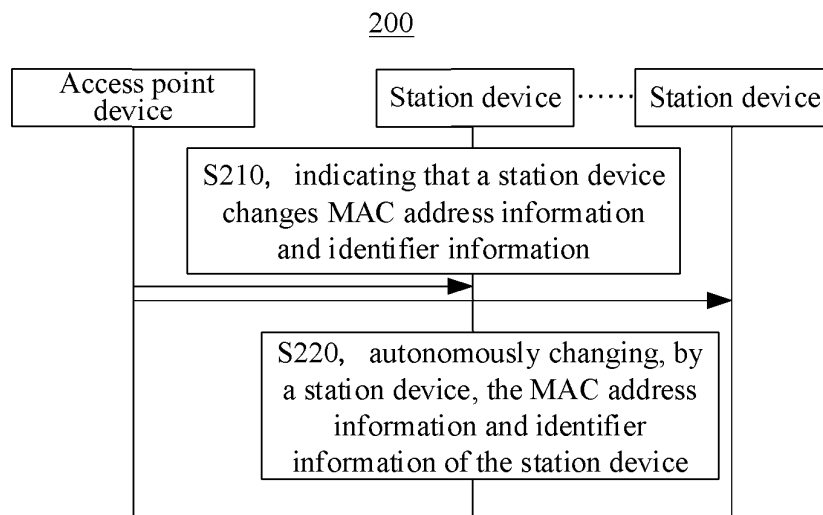 200
Access point
device
Station device
······
Station device
S210, indicating that a station device
changes MAC address information
and identifier information
S220, autonomously changing, by
a station device, the MAC address
information and identifier
information of the station device